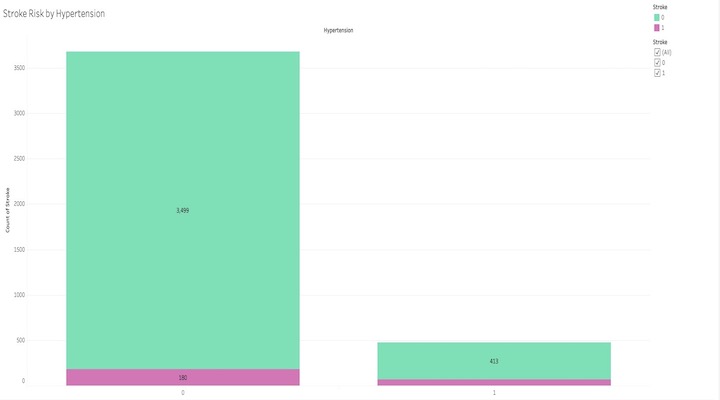 Stroke Risk by Hypertension
Hypertension
Count of Stroke
3500
3000
2500
2000
1500
1000
500
0
3,499
180
413
0
1
Stroke
0
1
Stroke
(All)
0
1